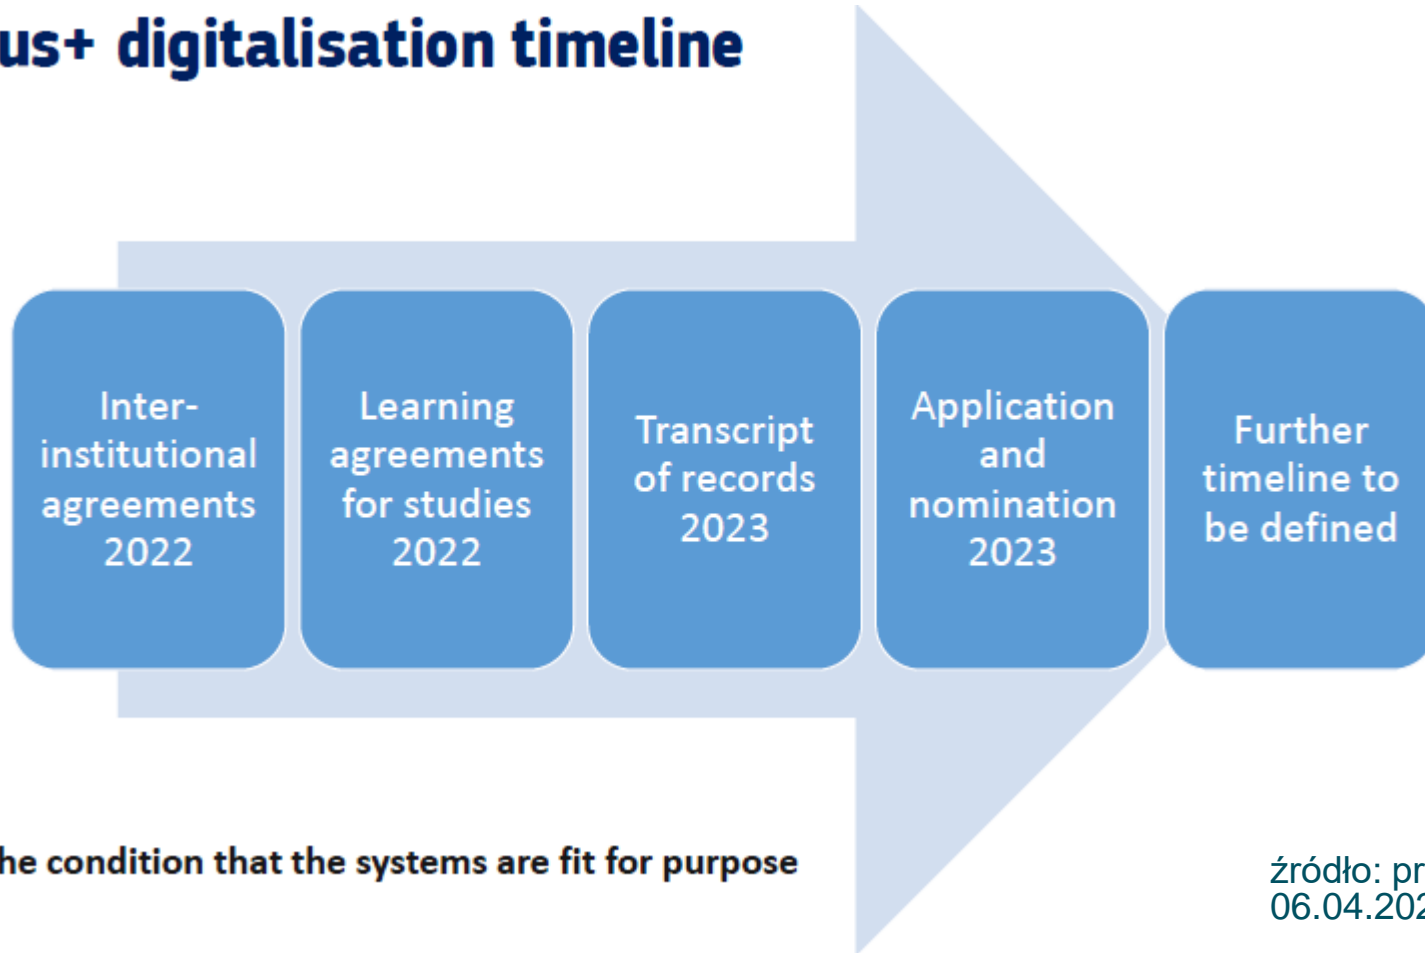 us+ digitalisation timeline
Inter-
institutional
agreements
2022
Learning
agreements
for studies
2022
Transcript
of records
2023
Application
and
nomination
2023
Further
timeline to
be defined
he condition that the systems are fit for purpose
źródło: pr
06.04.202